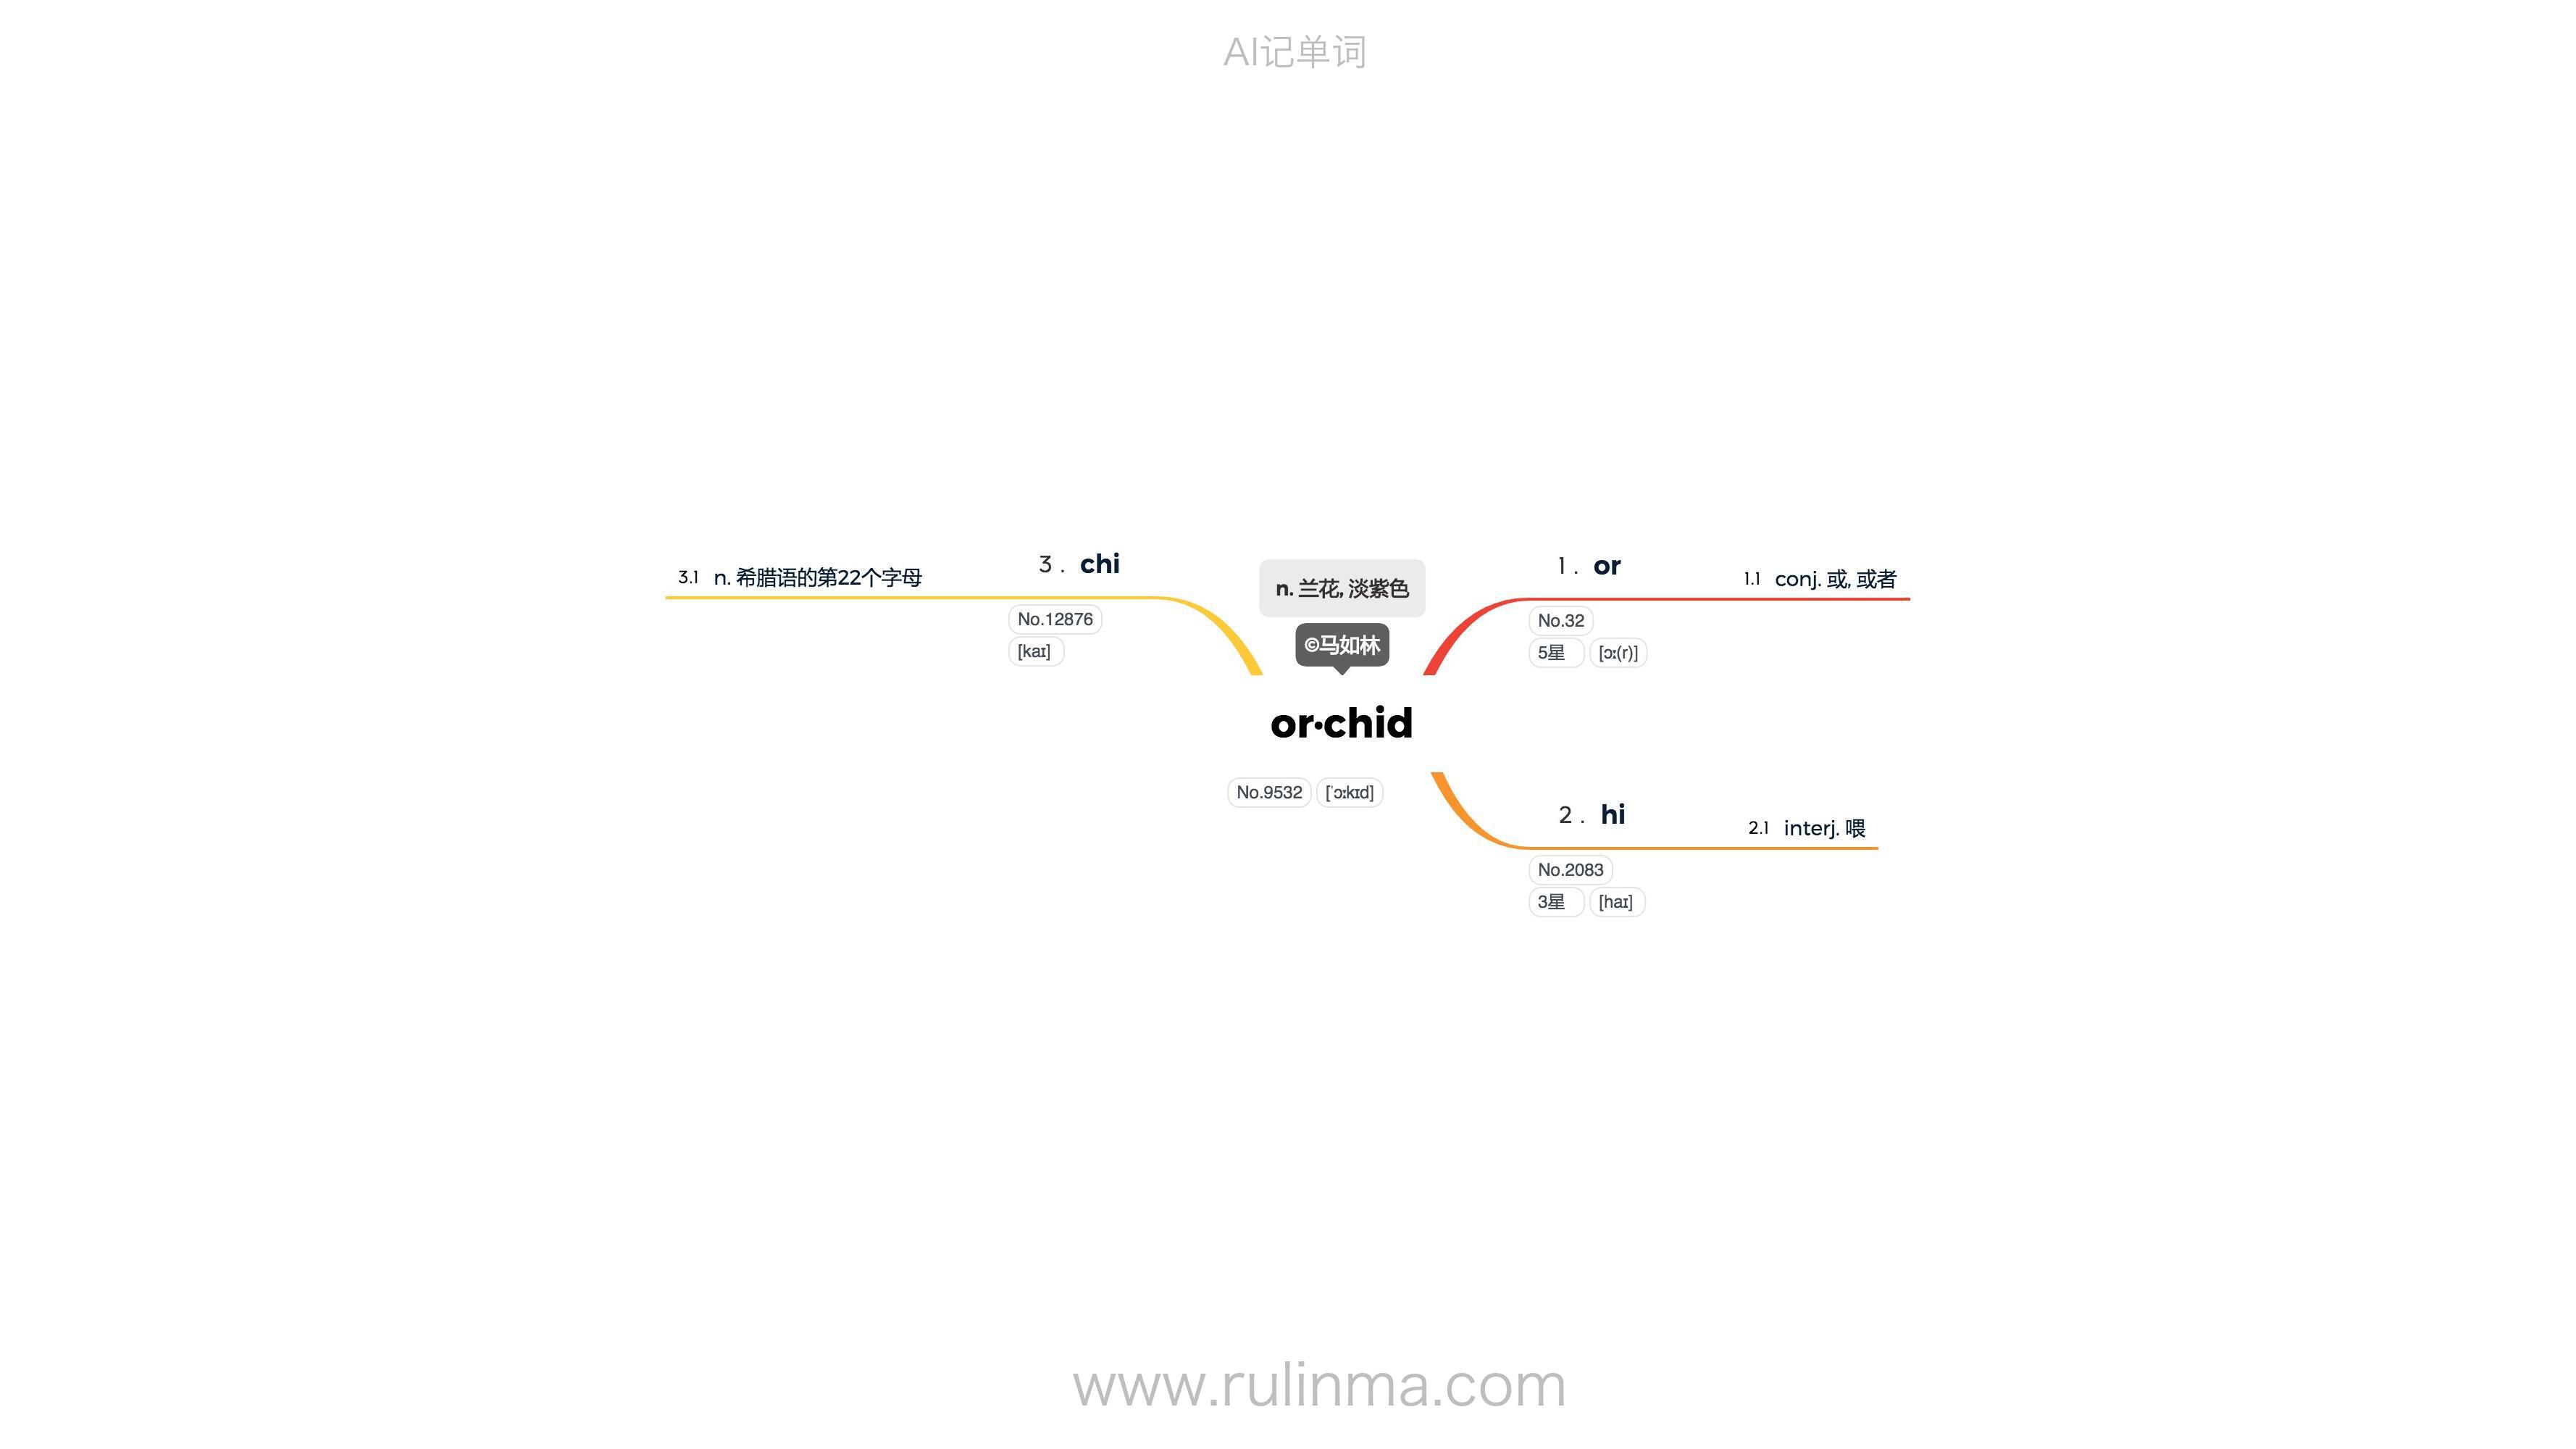 AI记单词
3 . chi
3.1 n. 希腊语的第22个字母
No.12876
[kaɪ]
n. 兰花, 淡紫色
©马如林
or·chid
No.9532 [ˈɔːkɪd]
1 . or
1.1 conj. 或, 或者
No.32
5星 [ɔː(r)]
2 . hi
2.1 interj. 喂
No.2083
3星 [haɪ]
www.rulinma.com